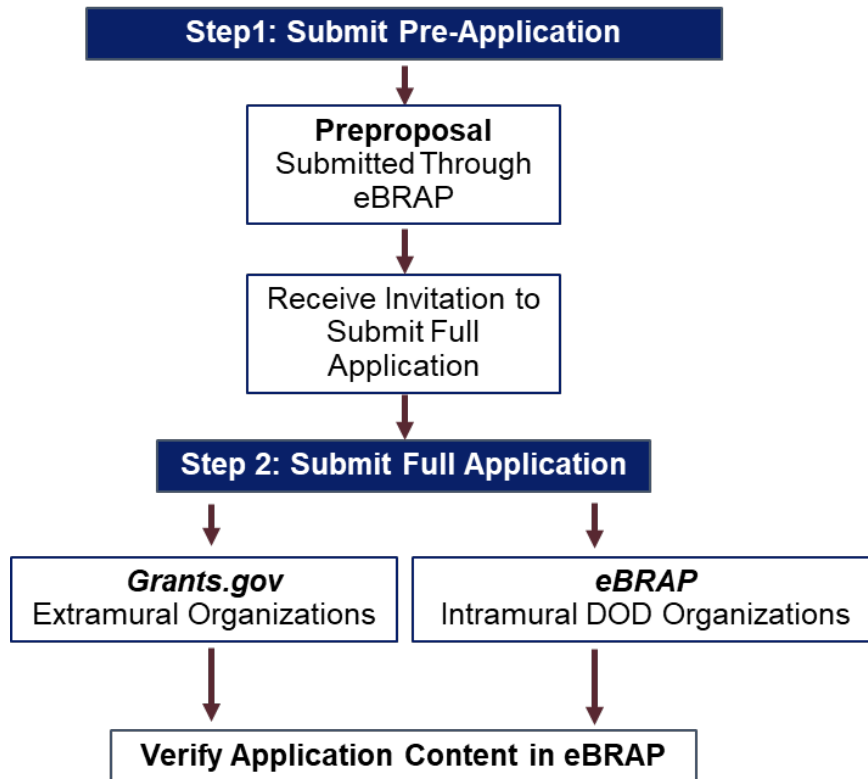 Step1: Submit Pre-Application
Preproposal
Submitted Through
eBRAP
Receive Invitation to
Submit Full
Application
Step 2: Submit Full Application
Grants.gov
Extramural Organizations
eBRAP
Intramural DOD Organizations
Verify Application Content in eBRAP